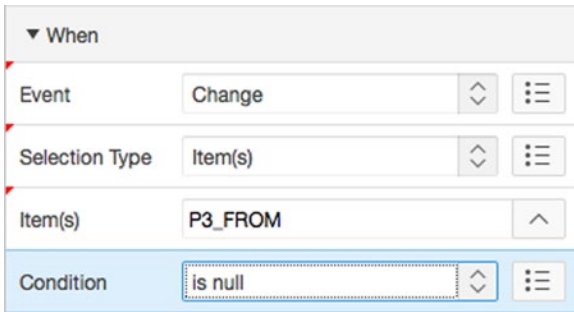 When
Event Change
Selection Type Item(s)
Item(s) P3_FROM
Condition is null